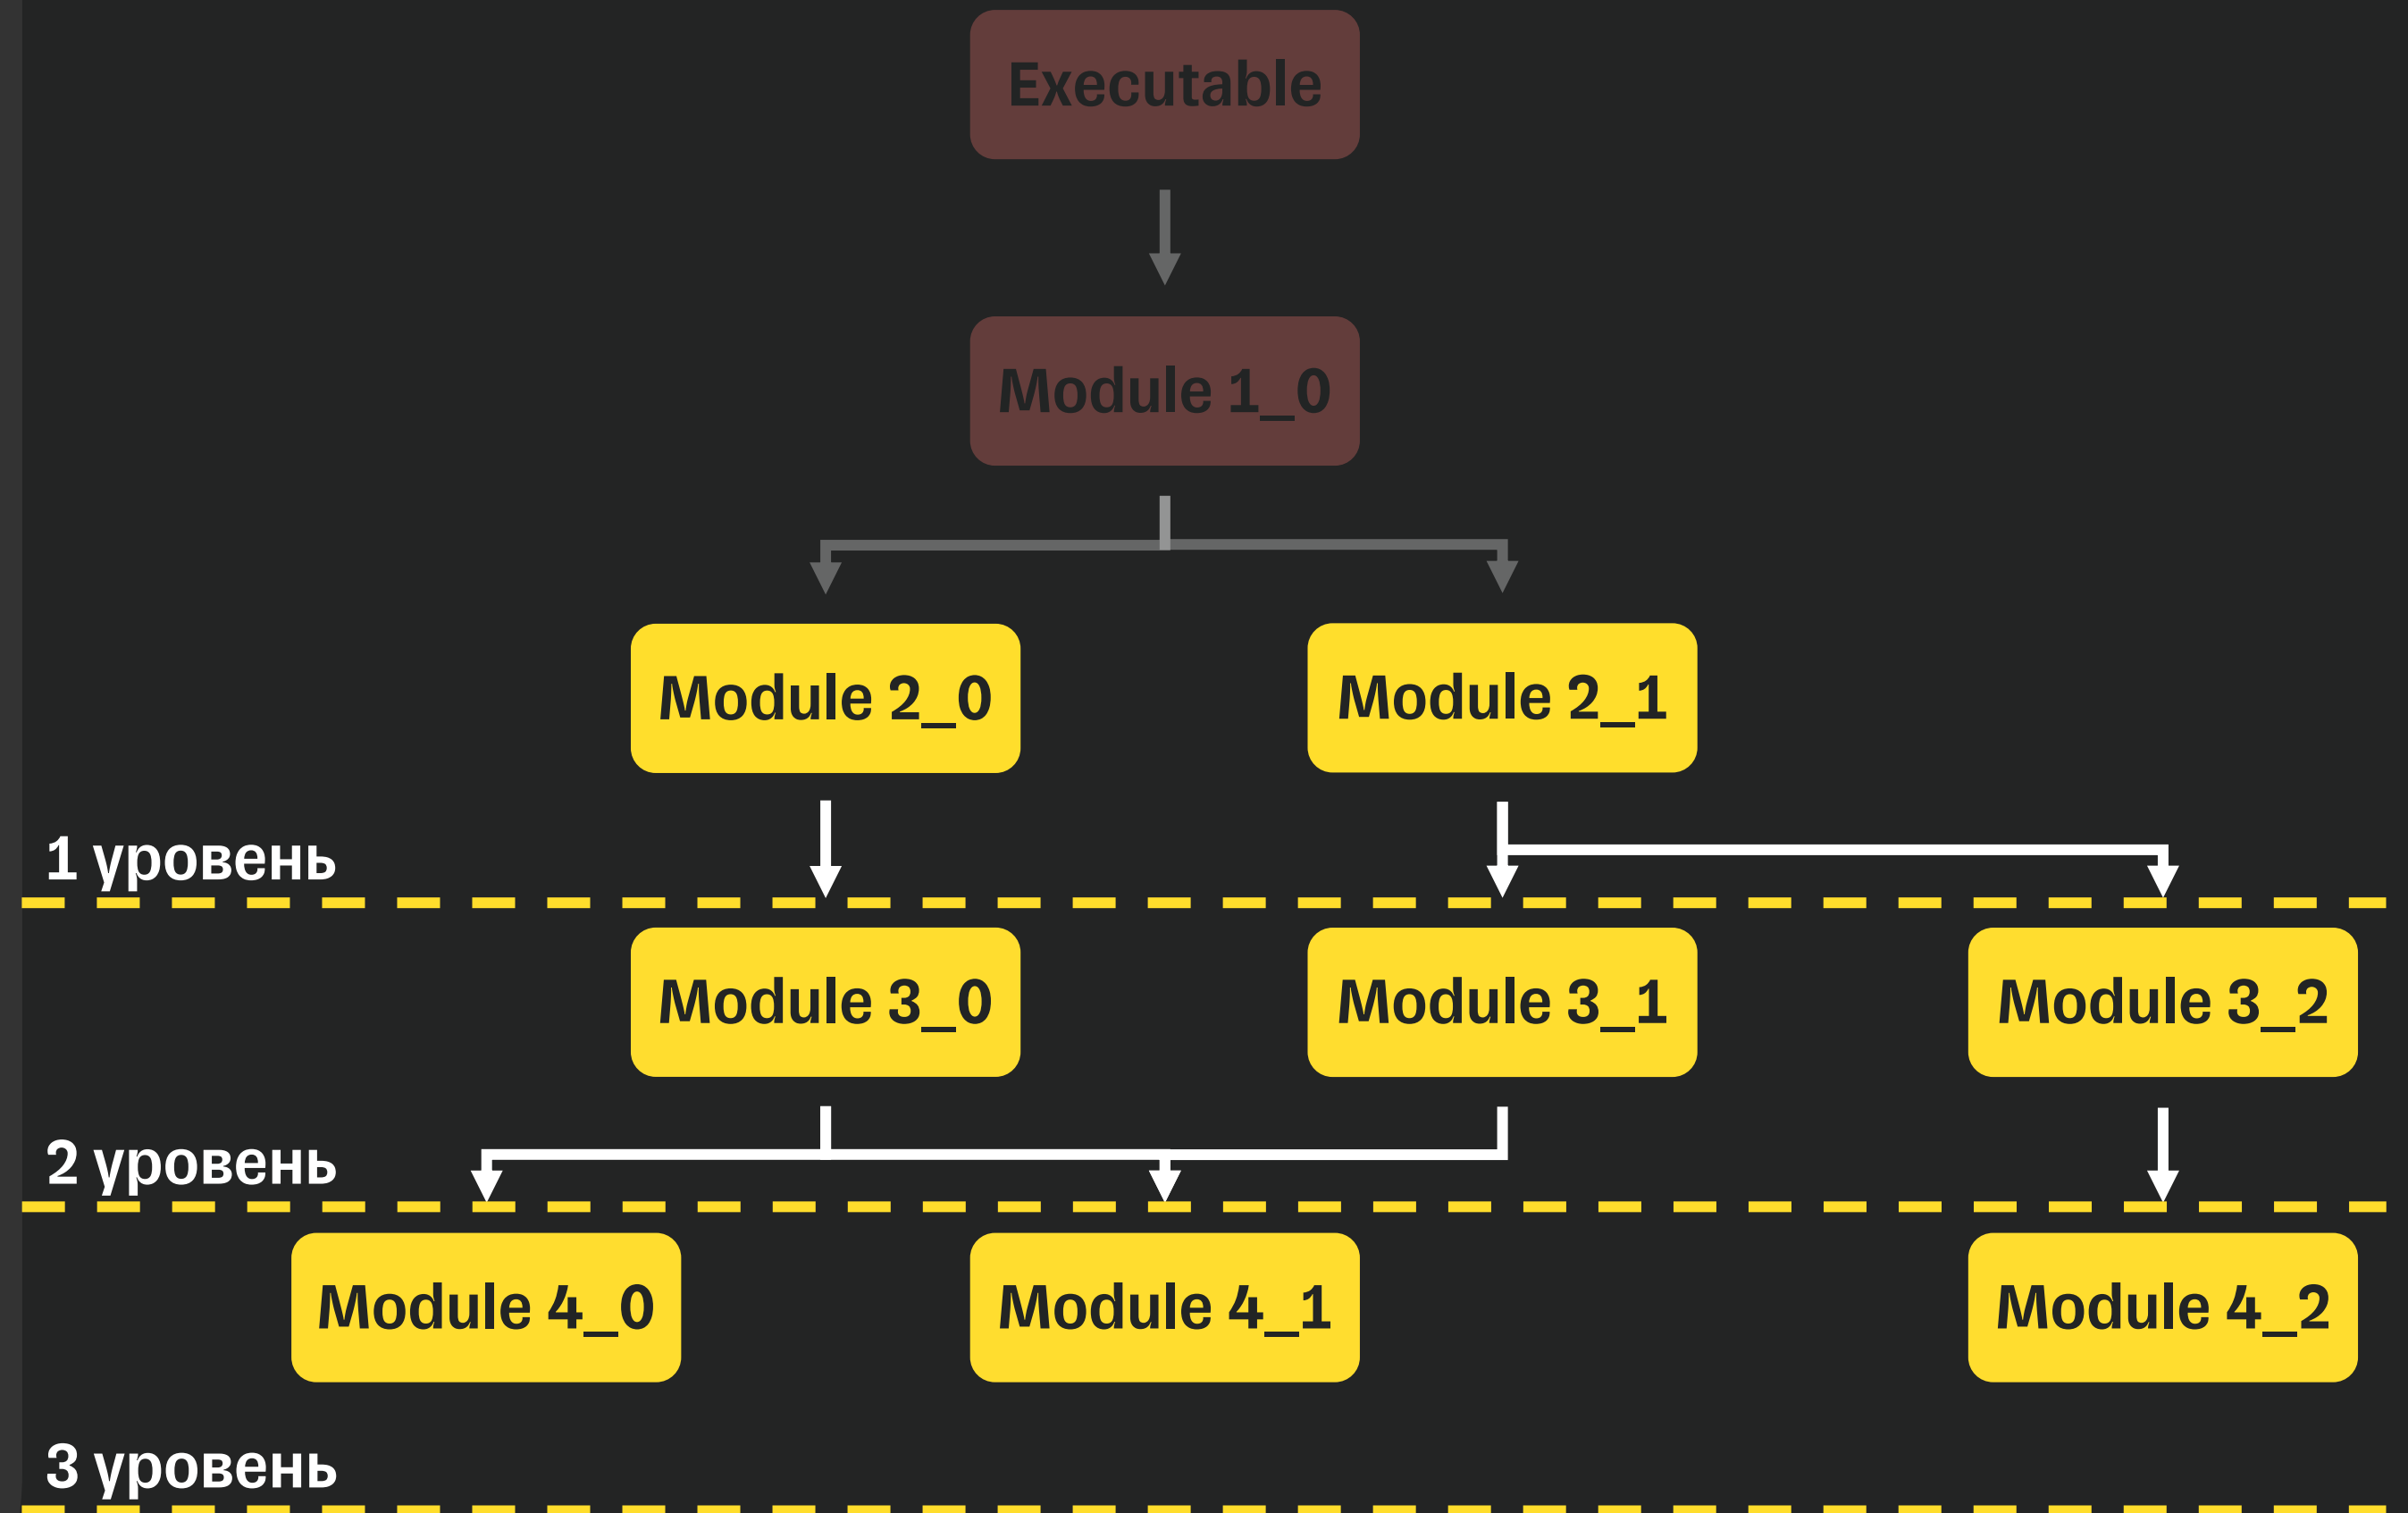 Executable
Module 1_0
Module 2_0
Module 2_1
1 уровень
Module 3_0
Module 3_1
Module 3_2
2 уровень
Module 4_0
Module 4_1
Module 4_2
3 уровень